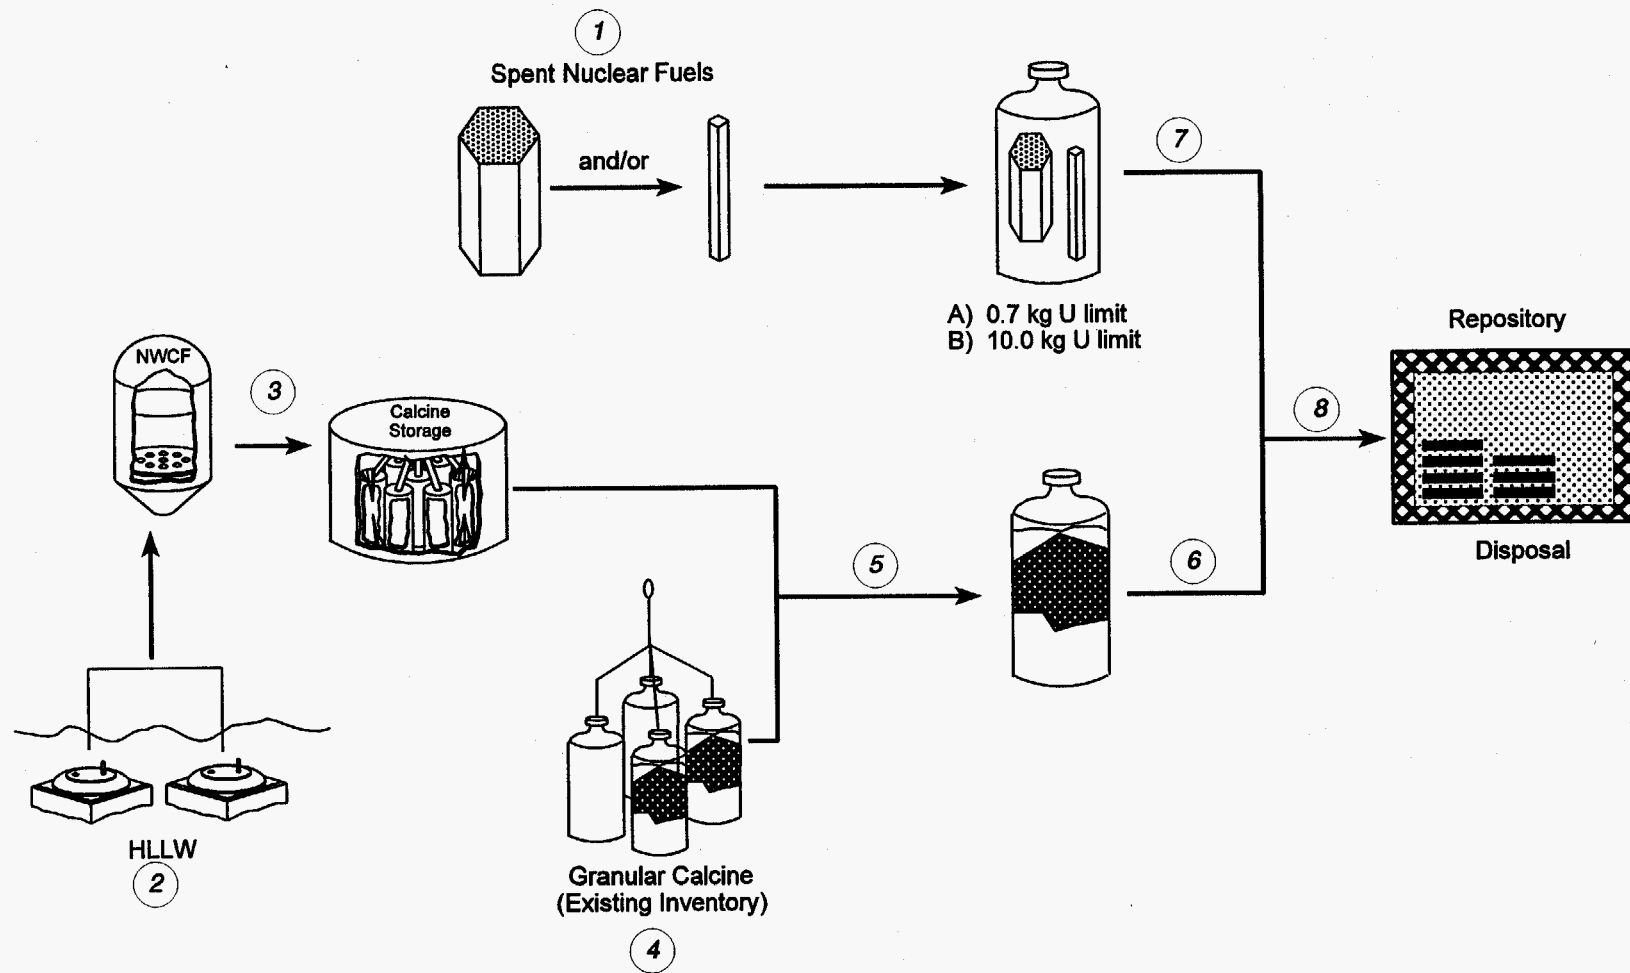 1
Spent Nuclear Fuels
and/or
7
A) 0.7 kg U limit
B) 10.0 kg U limit
Repository
NWCF
3
Calcine
Storage
8
Disposal
5
6
HLLW
2
Granular Calcine
(Existing Inventory)
4